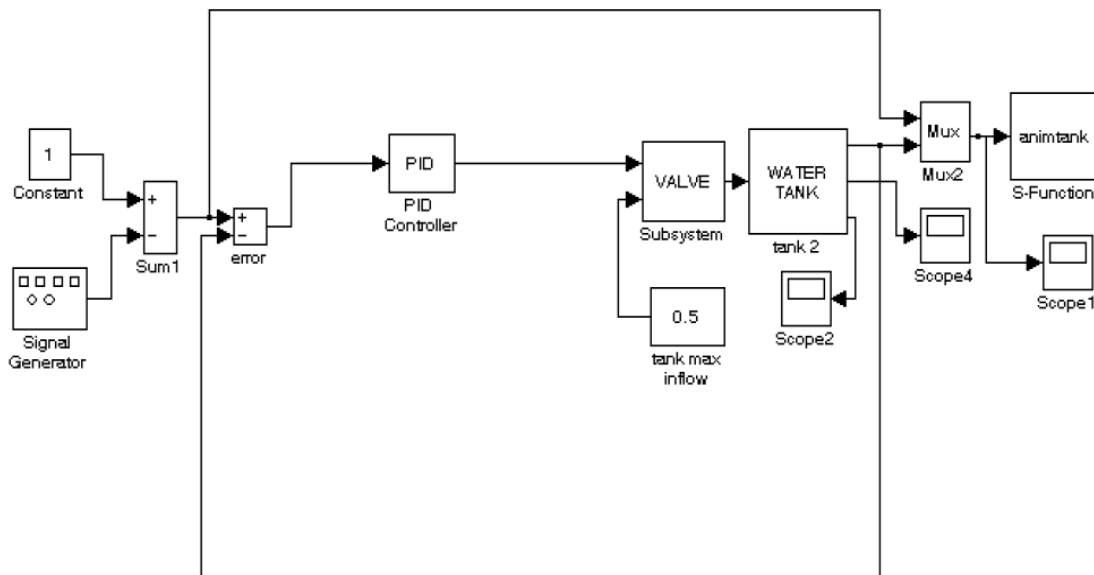 1
Constant
Signal
Generator
+
−
Sum1
+
−
error
PID
PID
Controller
VALVE
Subsystem
0.5
tank max
inflow
WATER
TANK
tank 2
Scope2
Mux
Mux2
Scope4
animtank
S-Function
Scope1